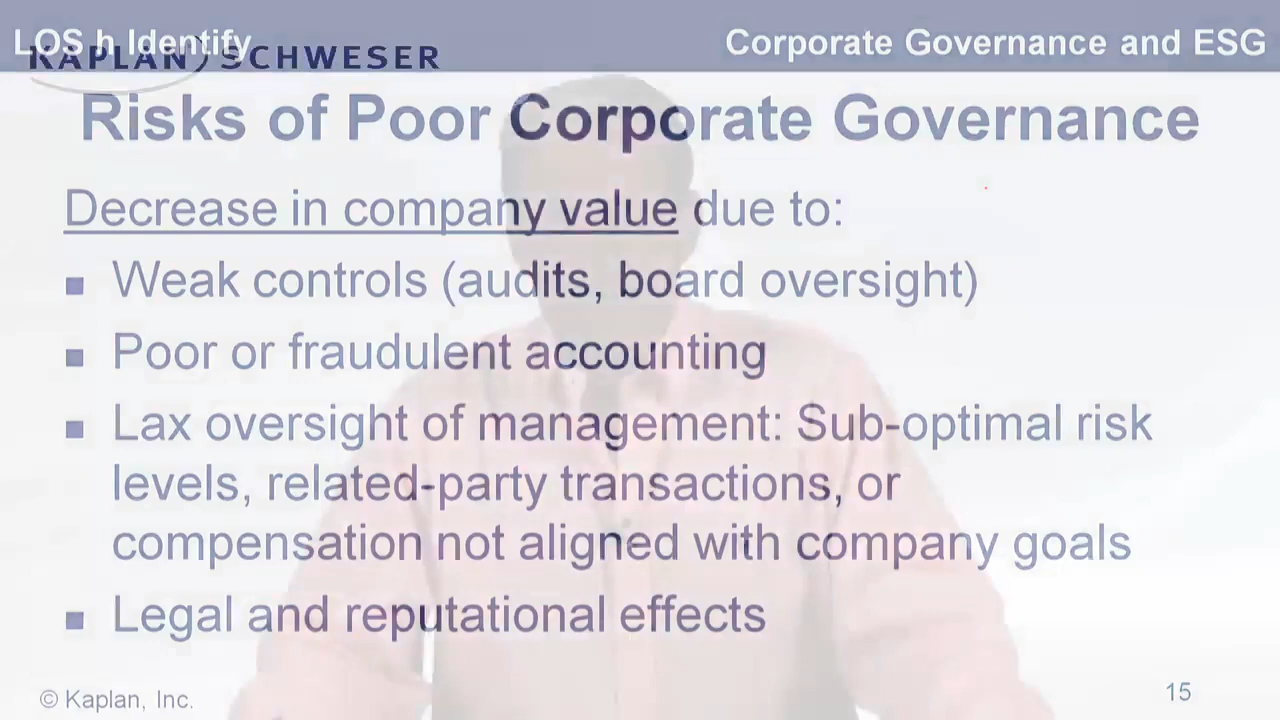 LOS h Identify
Corporate Governance and ESG
KAPLAN SCHWESER
Risks of Poor Corporate Governance
Decrease in company value due to:
▪ Weak controls (audits, board oversight)
▪ Poor or fraudulent accounting
▪ Lax oversight of management: Sub-optimal risk
levels, related-party transactions, or
compensation not aligned with company goals
▪ Legal and reputational effects
© Kaplan, Inc.
15